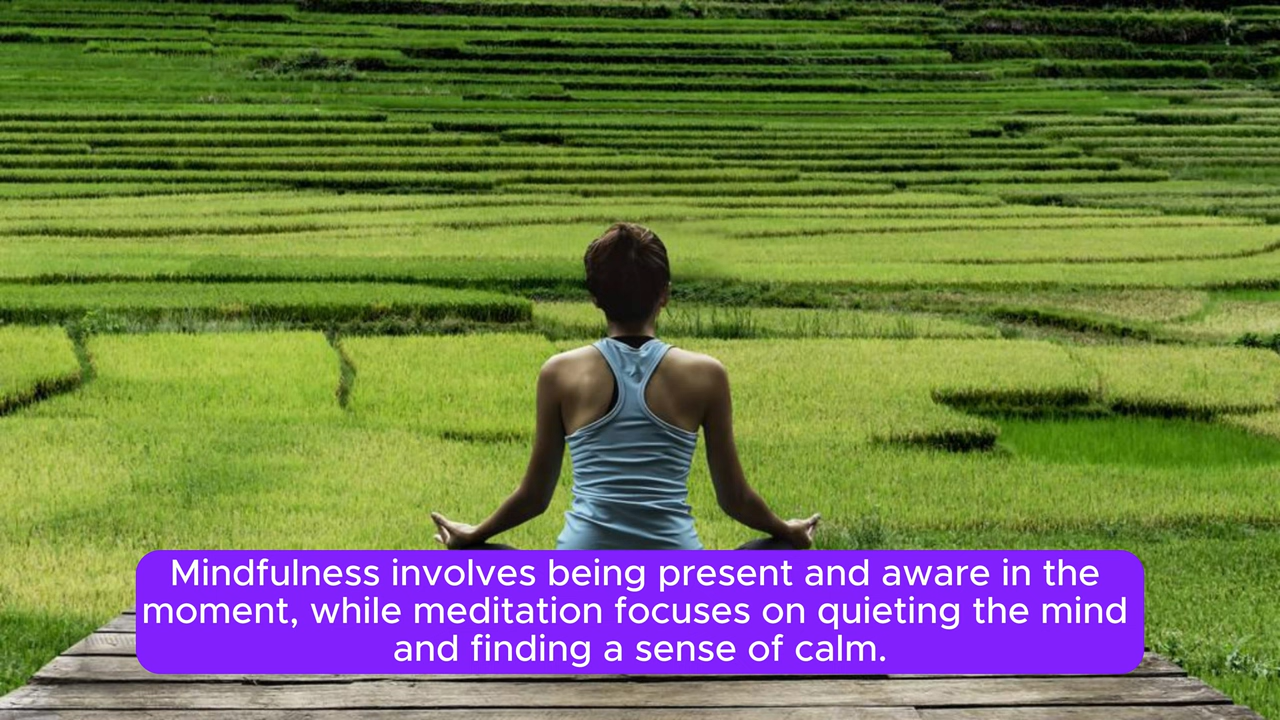 Mindfulness involves being present and aware in the
moment, while meditation focuses on quieting the mind
and finding a sense of calm.